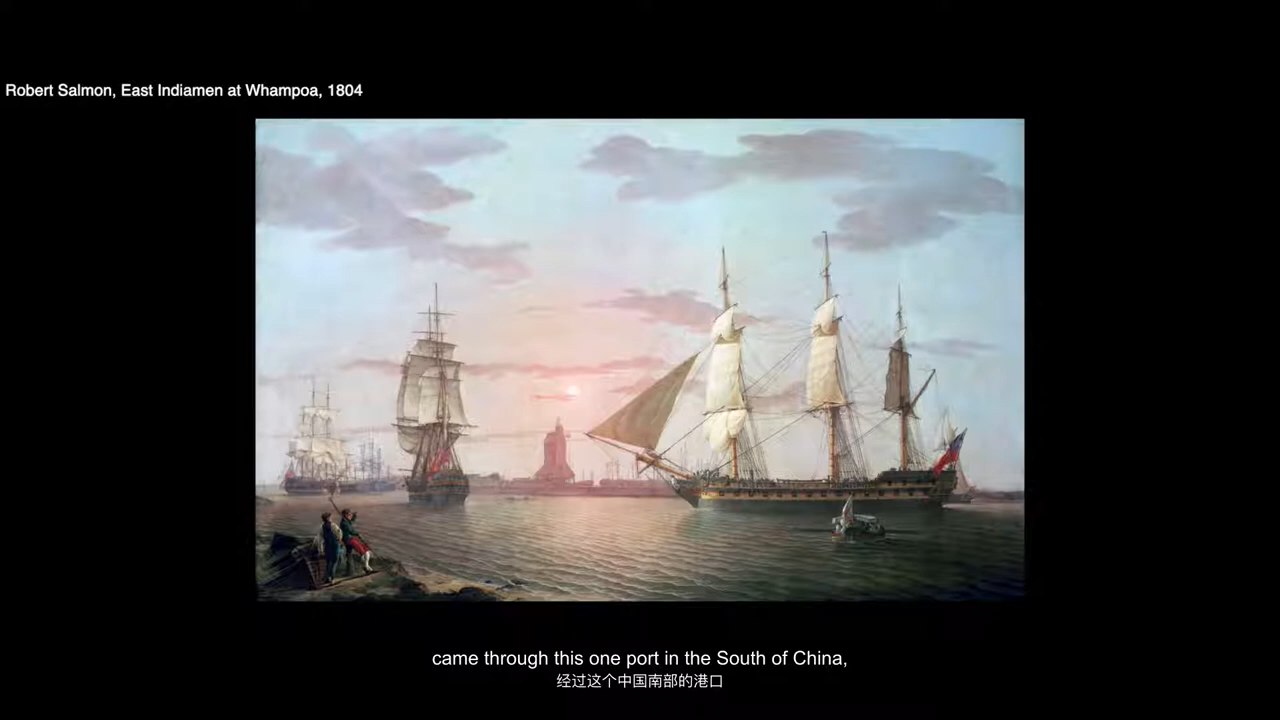 Robert Salmon, East Indiamen at Whampoa, 1804
came through this one port in the South of China,
经过这个中国南部的港口